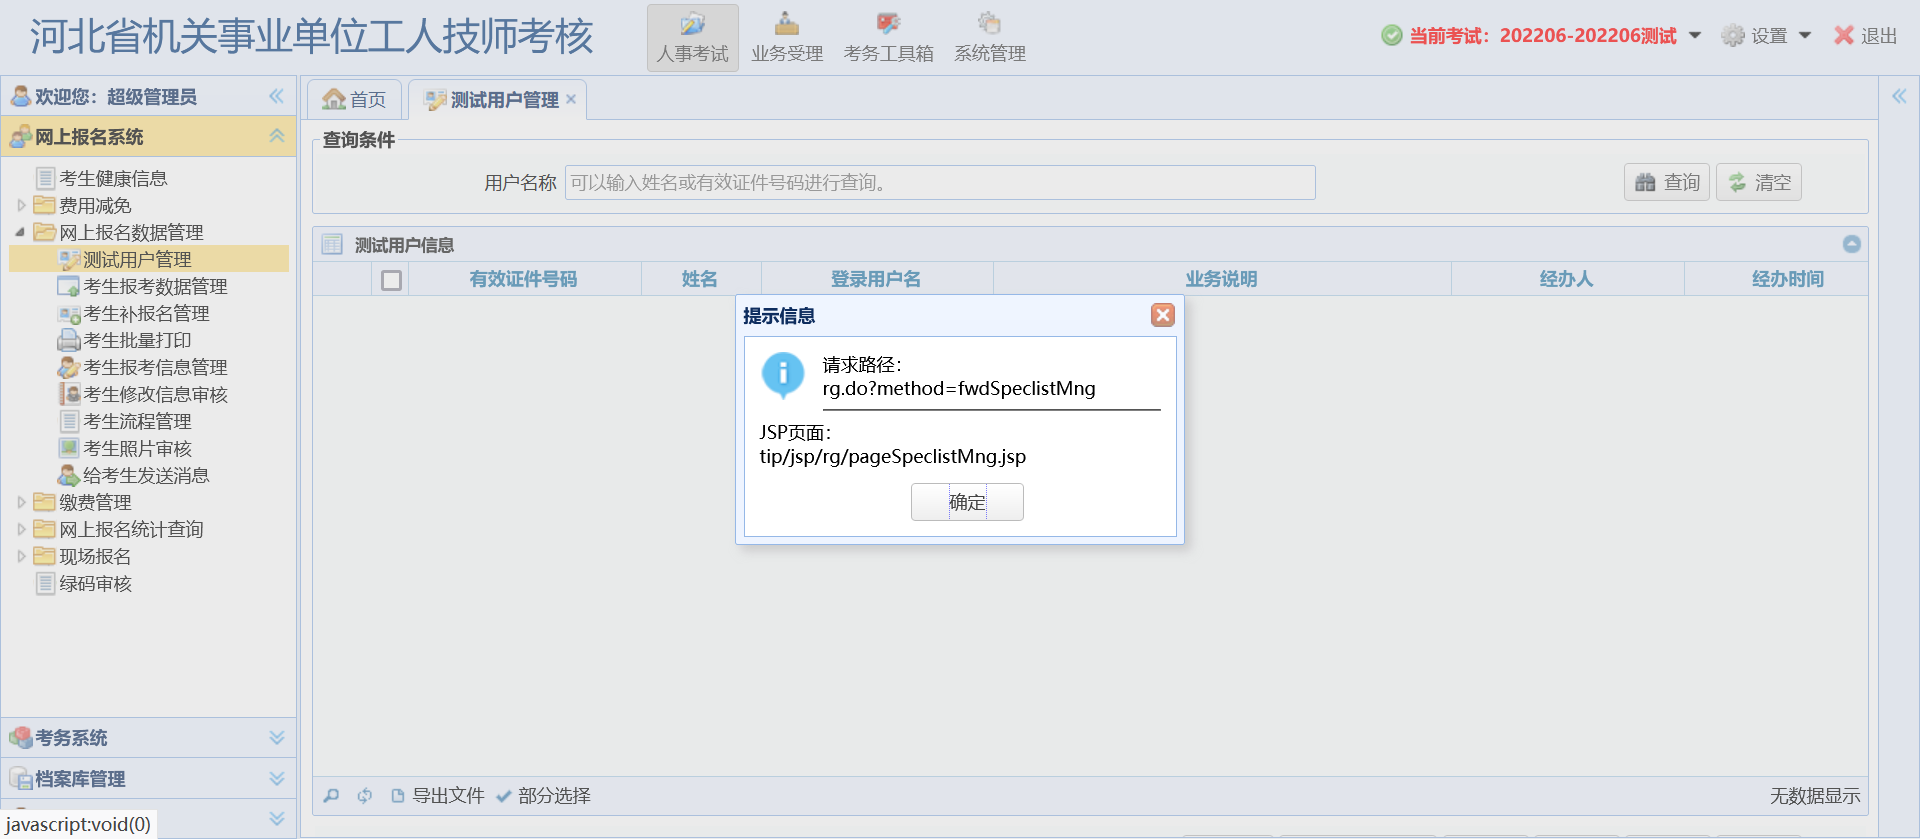 河北省机关事业单位工人技师考核
人事考试
业务受理
考务工具箱
系统管理
当前考试：202206-202206测试
设置
退出
欢迎您：超级管理员
网上报名系统
考生健康信息
费用减免
网上报名数据管理
测试用户管理
考生报考数据管理
考生补报名管理
考生批量打印
考生报考信息管理
考生修改信息审核
考生流程管理
考生照片审核
给考生发送消息
缴费管理
网上报名统计查询
现场报名
绿码审核
考务系统
档案库管理
javascript:void(0)
首页
测试用户管理
查询条件
用户名称
可以输入姓名或有效证件号码进行查询。
查询
清空
测试用户信息
有效证件号码
姓名
登录用户名
业务说明
经办人
经办时间
提示信息
请求路径：
rg.do?method=fwdSpeclistMng
JSP页面：
tip/jsp/rg/pageSpeclistMng.jsp
确定
导出文件
部分选择
无数据显示